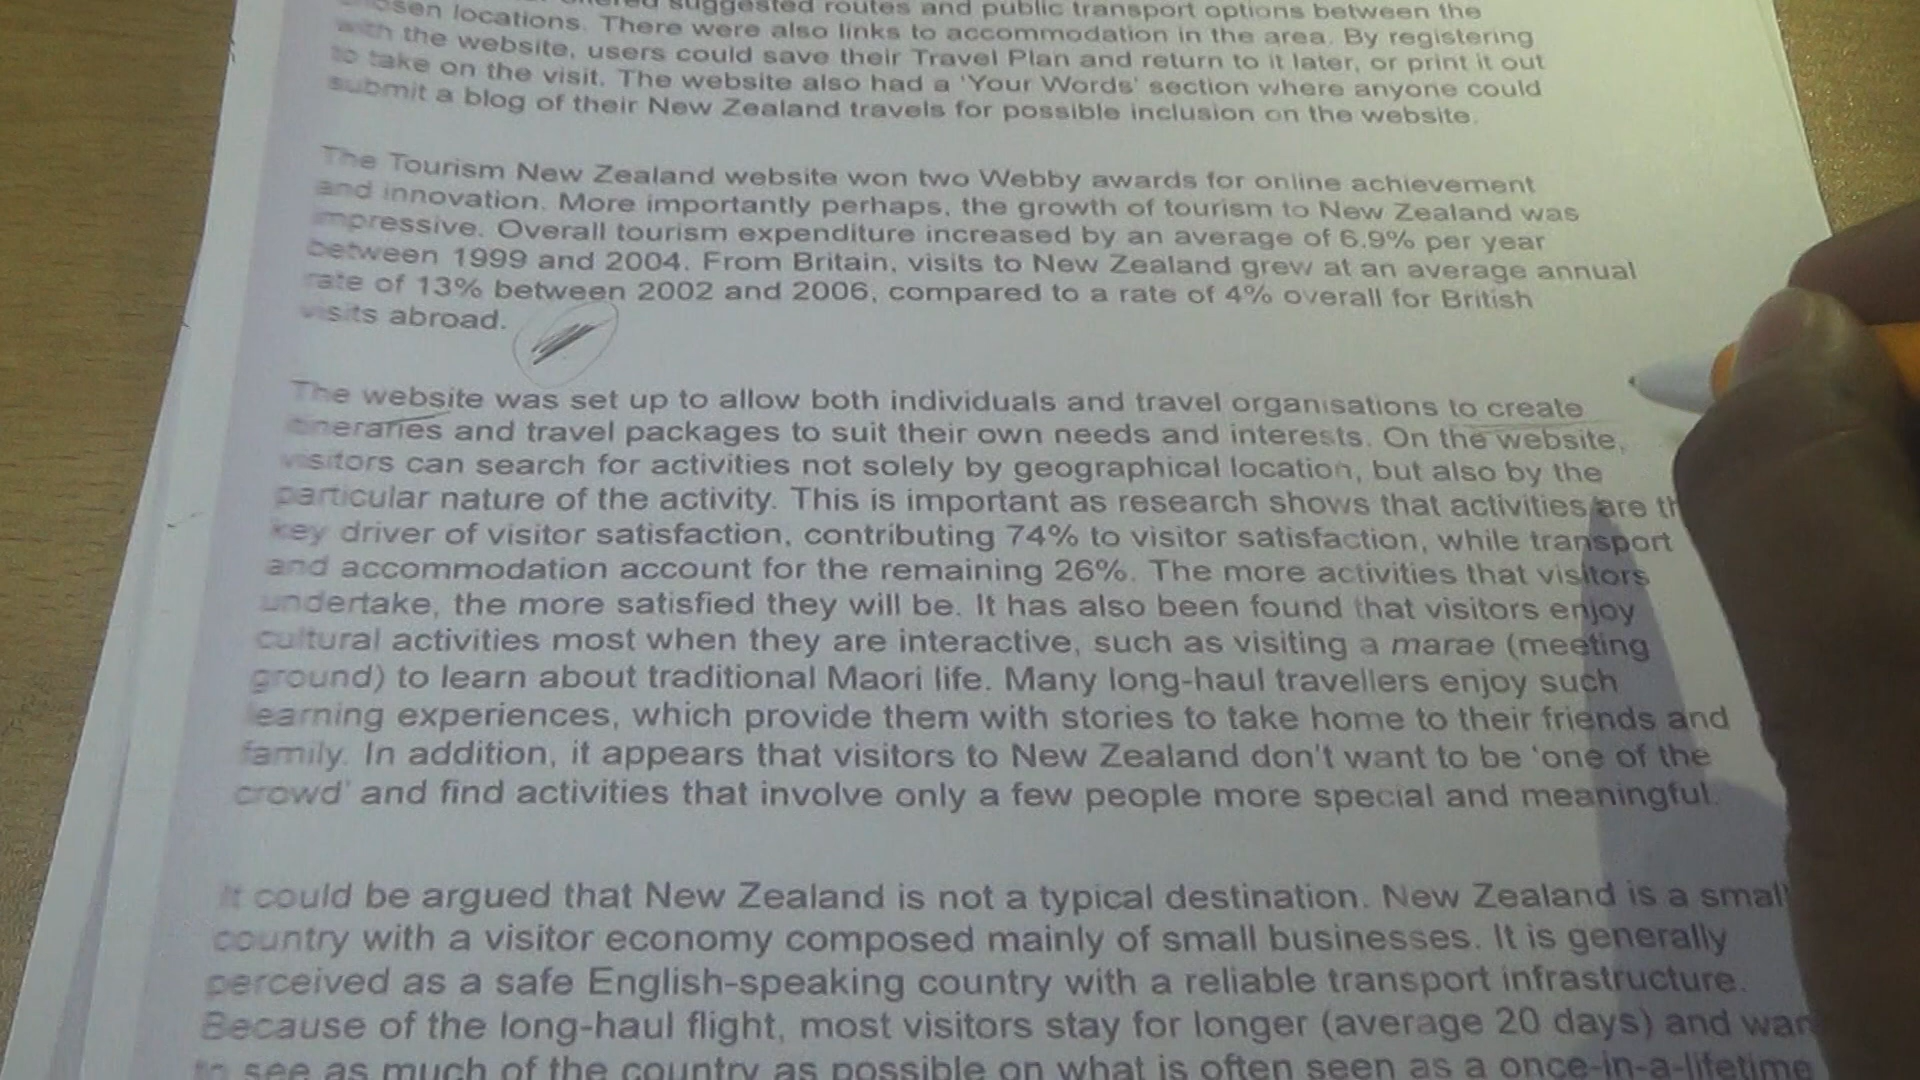 suggested routes and public transport options between the
locations. There were also links to accommodation in the area. By registering
with the website, users could save their Travel Plan and return to it later, or print it out
to take on the visit. The website also had a 'Your Words' section where anyone could
submit a blog of their New Zealand travels for possible inclusion on the website.
The Tourism New Zealand website won two Webby awards for online achievement
and innovation. More importantly perhaps, the growth of tourism to New Zealand was
impressive. Overall tourism expenditure increased by an average of 6.9% per year
between 1999 and 2004. From Britain, visits to New Zealand grew at an average annual
rate of 13% between 2002 and 2006, compared to a rate of 4% overall for British
visits abroad.
The website was set up to allow both individuals and travel organisations to create
itineraries and travel packages to suit their own needs and interests. On the website,
visitors can search for activities not solely by geographical location, but also by the
particular nature of the activity. This is important as research shows that activities are th
key driver of visitor satisfaction, contributing 74% to visitor satisfaction, while transport
and accommodation account for the remaining 26%. The more activities that visitors
undertake, the more satisfied they will be. It has also been found that visitors enjoy
cultural activities most when they are interactive, such as visiting a marae (meeting
ground) to learn about traditional Maori life. Many long-haul travellers enjoy such
learning experiences, which provide them with stories to take home to their friends and
family. In addition, it appears that visitors to New Zealand don't want to be 'one of the
crowd' and find activities that involve only a few people more special and meaningful.
It could be argued that New Zealand is not a typical destination. New Zealand is a small
country with a visitor economy composed mainly of small businesses. It is generally
perceived as a safe English-speaking country with a reliable transport infrastructure.
Because of the long-haul flight, most visitors stay for longer (average 20 days) and wan
to see as much of the country as possible on what is often seen as a once-in-a-lifetime